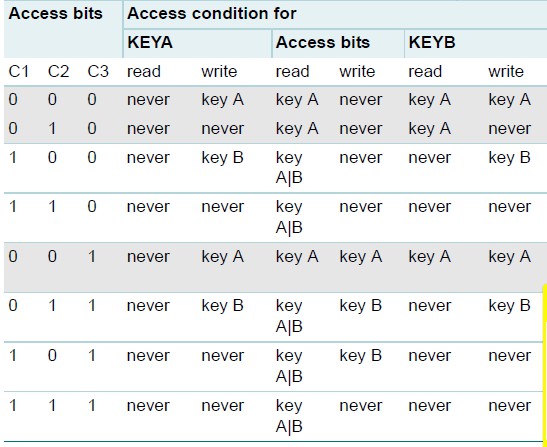 Access bits Access condition for
KEYA Access bits KEYB
C1 C2 C3 read write read write read write
0 0 0 never key A key A never key A key A
0 1 0 never never key A never key A never
1 0 0 never key B key A|B never never key B
1 1 0 never never key A|B never never never
0 0 1 never key A key A key A key A key A
0 1 1 never key B key A|B key B never key B
1 0 1 never never key A|B key B never never
1 1 1 never never key A|B never never never